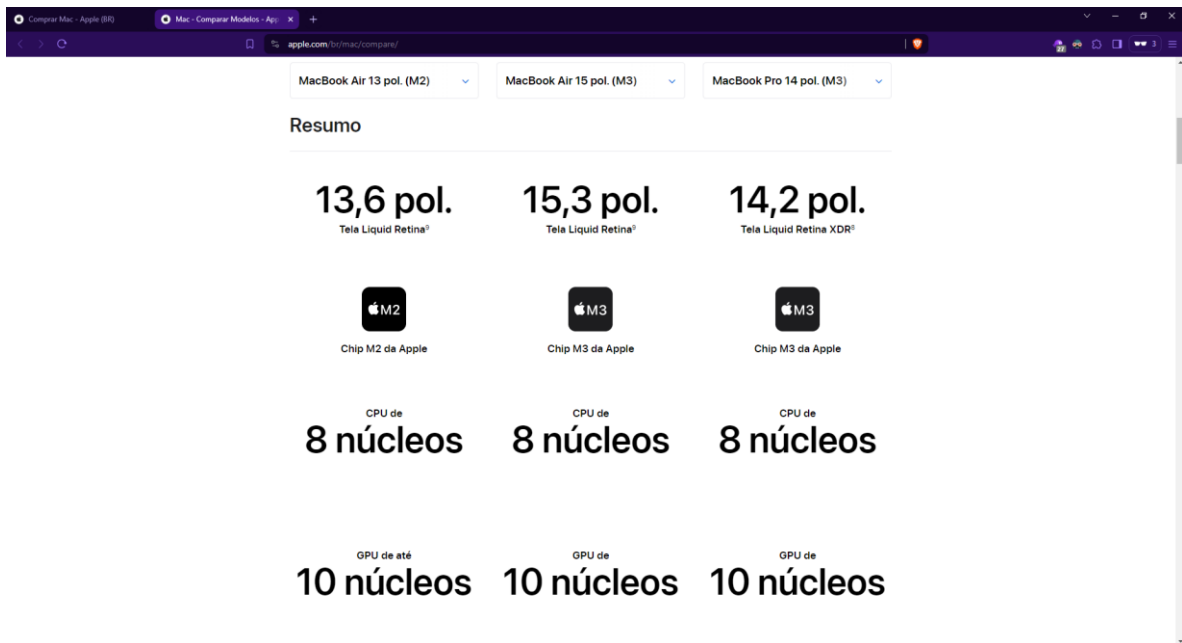 Comprar Mac - Apple (BR)
Mac - Comparar Modelos - App
apple.com/br/mac/compare/
27
3
MacBook Air 13 pol. (M2)
MacBook Air 15 pol. (M3)
MacBook Pro 14 pol. (M3)
Resumo
13,6 pol.
15,3 pol.
14,2 pol.
Tela Liquid Retina⁹
Tela Liquid Retina⁹
Tela Liquid Retina XDR⁸
M2
M3
M3
Chip M2 da Apple
Chip M3 da Apple
Chip M3 da Apple
CPU de
CPU de
CPU de
8 núcleos
8 núcleos
8 núcleos
GPU de até
GPU de
GPU de
10 núcleos
10 núcleos
10 núcleos